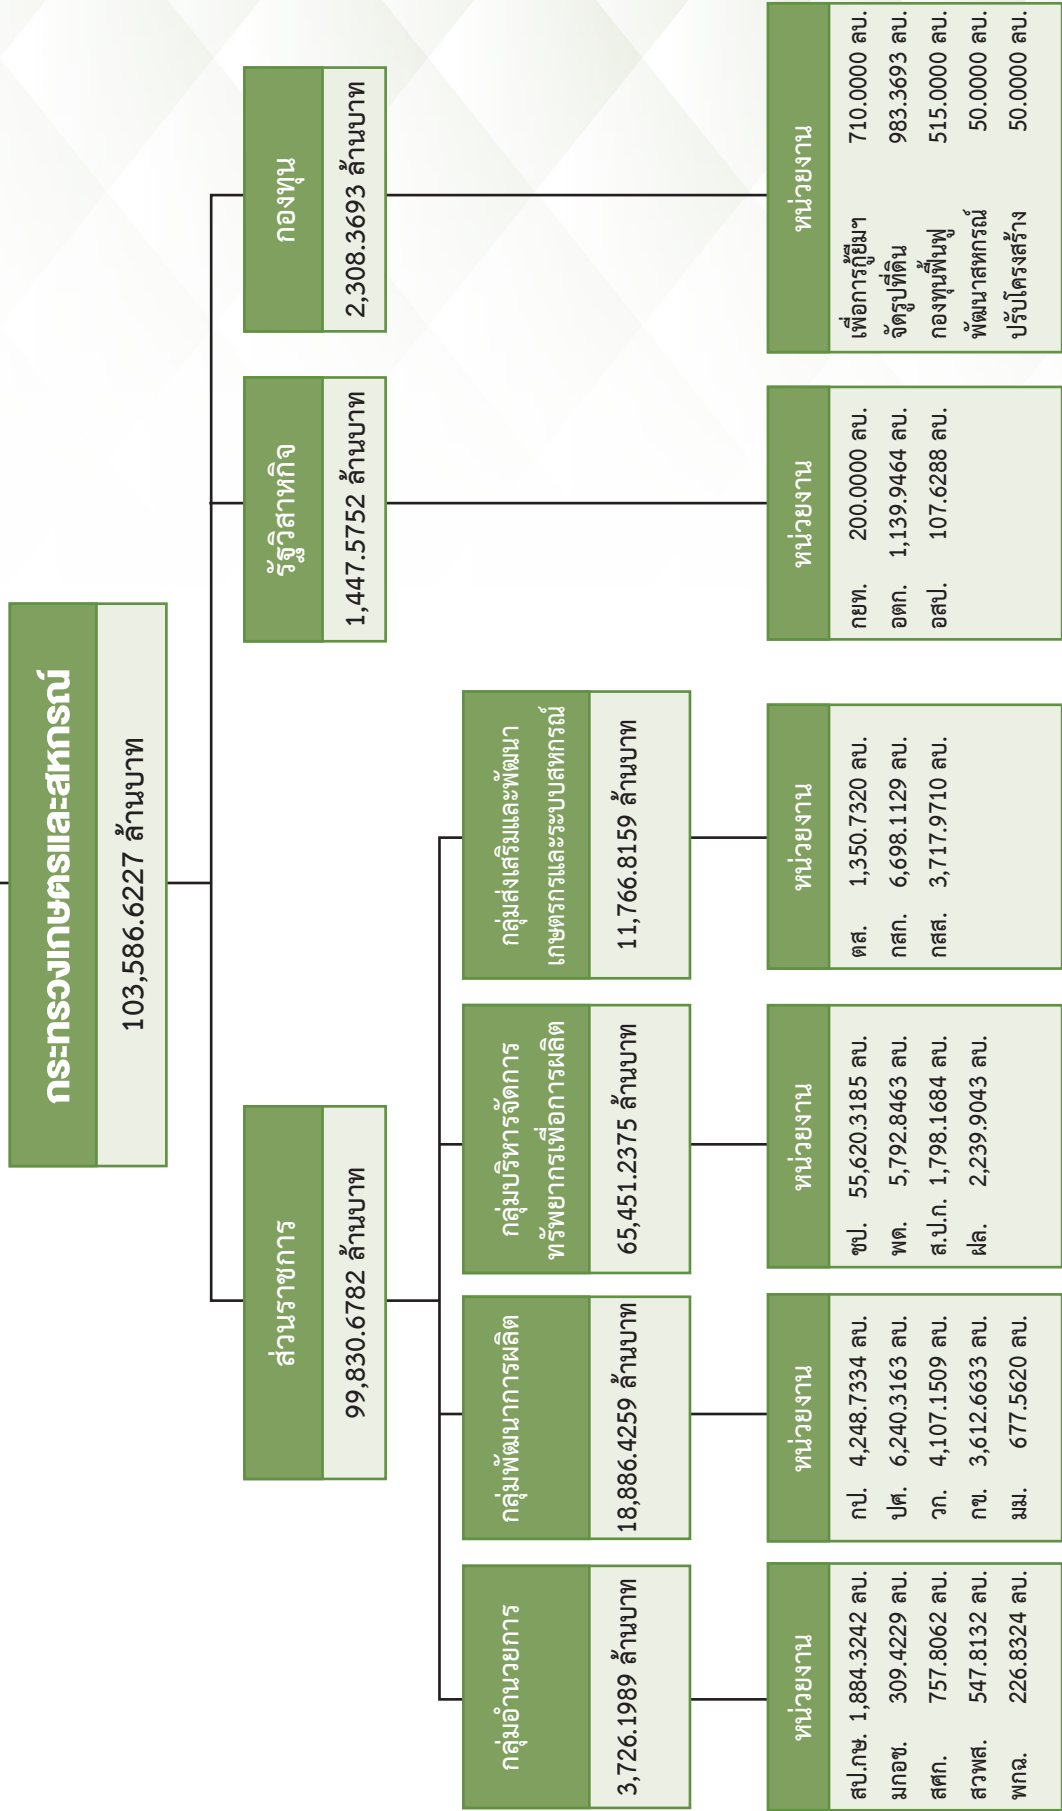 กระทรวงเกษตรและสหกรณ์
103,586.6227 ล้านบาท
ส่วนราชการ
99,830.6782 ล้านบาท
รัฐวิสาหกิจ
1,447.5752 ล้านบาท
กองทุน
2,308.3693 ล้านบาท
กลุ่มอำนวยการ
3,726.1989 ล้านบาท
กลุ่มพัฒนาการผลิต
18,886.4259 ล้านบาท
กลุ่มบริหารจัดการ
ทรัพยากรเพื่อการผลิต
65,451.2375 ล้านบาท
กลุ่มส่งเสริมและพัฒนา
เกษตรกรและระบบสหกรณ์
11,766.8159 ล้านบาท
หน่วยงาน
สป.กษ. 1,884.3242 ลบ.
มกอช. 309.4229 ลบ.
สศก. 757.8062 ลบ.
สวพส. 547.8132 ลบ.
พกฉ. 226.8324 ลบ.
หน่วยงาน
กป. 4,248.7334 ลบ.
ปศ. 6,240.3163 ลบ.
วก. 4,107.1509 ลบ.
กข. 3,612.6633 ลบ.
มม. 677.5620 ลบ.
หน่วยงาน
ชป. 55,620.3185 ลบ.
พด. 5,792.8463 ลบ.
ส.ป.ก. 1,798.1684 ลบ.
ฝล. 2,239.9043 ลบ.
หน่วยงาน
ตส. 1,350.7320 ลบ.
กสก. 6,698.1129 ลบ.
กสส. 3,717.9710 ลบ.
หน่วยงาน
กยท. 200.0000 ลบ.
อตก. 1,139.9464 ลบ.
อสป. 107.6288 ลบ.
หน่วยงาน
เพื่อการกู้ยืมฯ 710.0000 ลบ.
จัดรูปที่ดิน 983.3693 ลบ.
กองทุนฟื้นฟู 515.0000 ลบ.
พัฒนาสหกรณ์ 50.0000 ลบ.
ปรับโครงสร้าง 50.0000 ลบ.